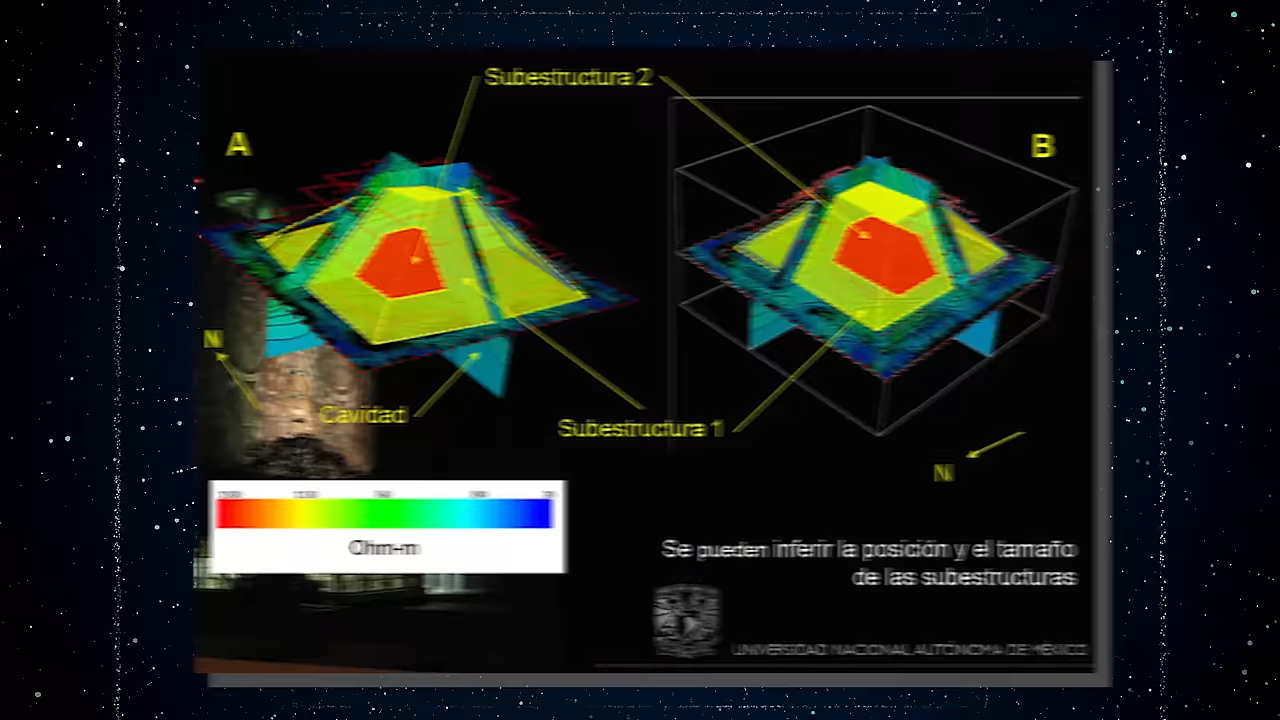 Subestructura 2
A
B
N
Cavidad
Subestructura 1
N
Ohm-m
Se pueden inferir la posición y el tamaño
de las subestructuras
UNIVERSIDAD NACIONAL AUTÓNOMA DE MÉXICO